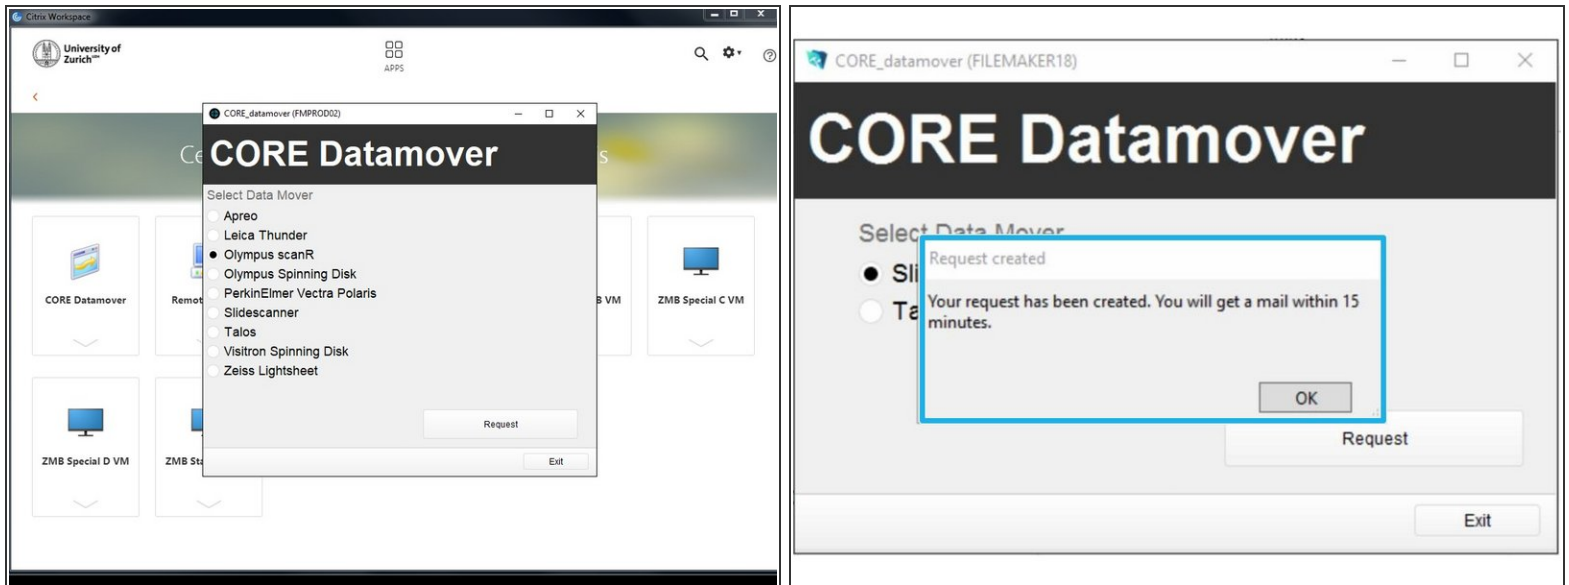 Citrix Workspace
University of
Zurich
APPS
CORE_datamover (FMPROD02)
Ce
s
CORE Datamover
Select Data Mover
Apreo
Leica Thunder
Olympus scanR
Olympus Spinning Disk
PerkinElmer Vectra Polaris
Slidescanner
Talos
Visitron Spinning Disk
Zeiss Lightsheet
Request
Exit
CORE Datamover
Remot
B VM
ZMB Special C VM
ZMB Special D VM
ZMB Sta
CORE_datamover (FILEMAKER18)
CORE Datamover
Select Data Mover
Sli
Ta
Request created
Your request has been created. You will get a mail within 15
minutes.
OK
Request
Exit